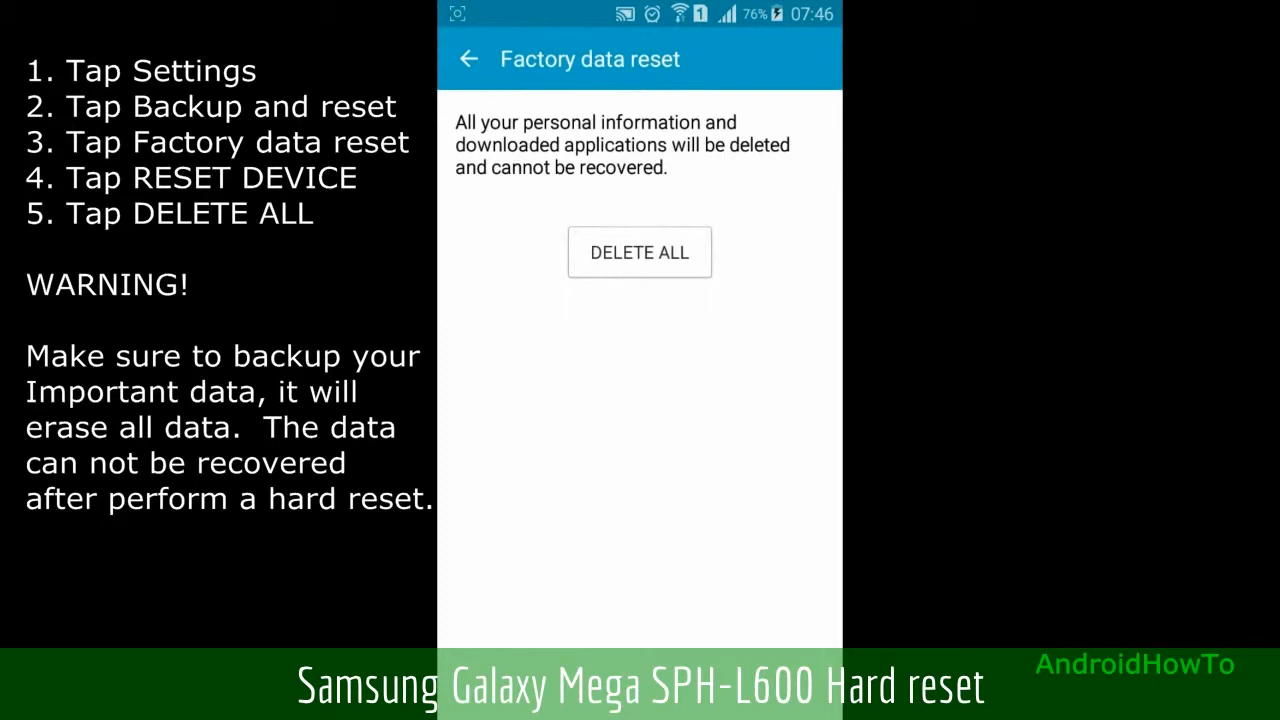 1. Tap Settings
2. Tap Backup and reset
3. Tap Factory data reset
4. Tap RESET DEVICE
5. Tap DELETE ALL
WARNING!
Make sure to backup your
Important data, it will
erase all data.  The data
can not be recovered
after perform a hard reset.
1 76% 07:46
Factory data reset
All your personal information and
downloaded applications will be deleted
and cannot be recovered.
DELETE ALL
AndroidHowTo
Samsung Galaxy Mega SPH-L600 Hard reset